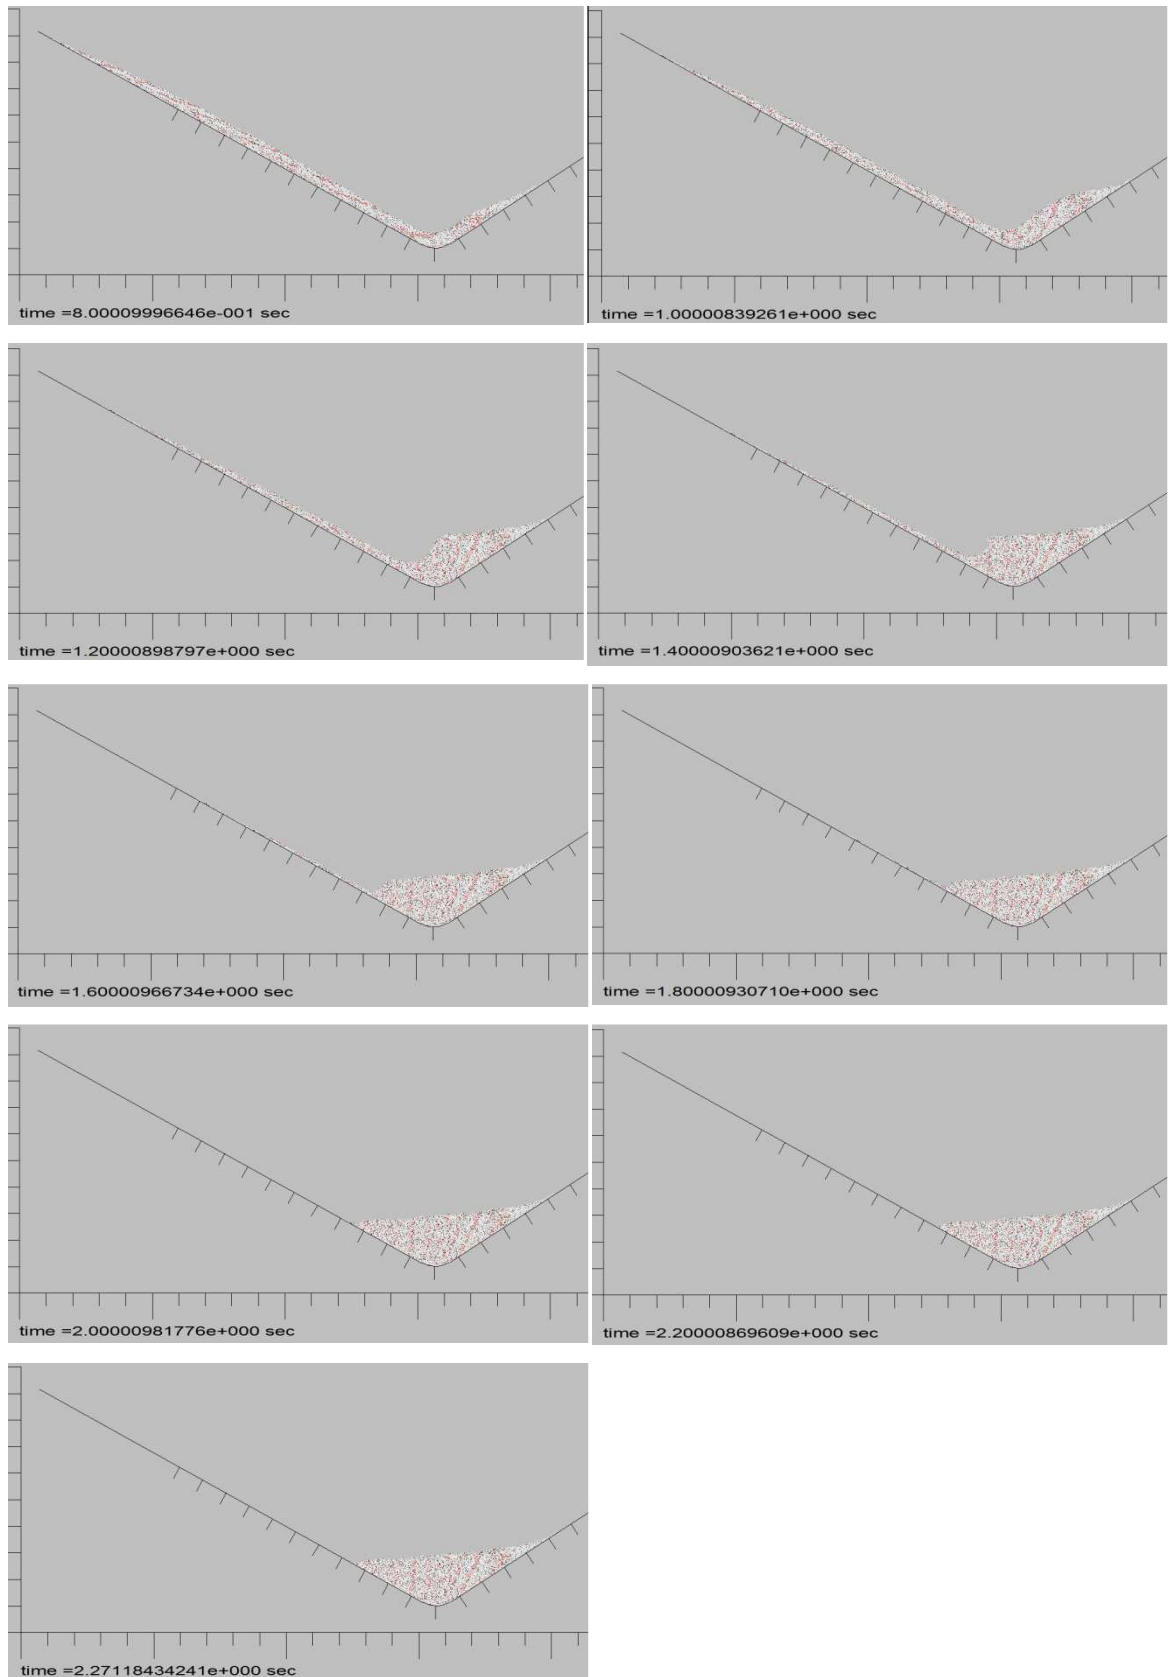 time =8.00009996646e-001 sec
time =1.00000839261e+000 sec
time =1.20000898797e+000 sec
time =1.40000903621e+000 sec
time =1.60000966734e+000 sec
time =1.80000930710e+000 sec
time =2.00000981776e+000 sec
time =2.20000869609e+000 sec
time =2.27118434241e+000 sec